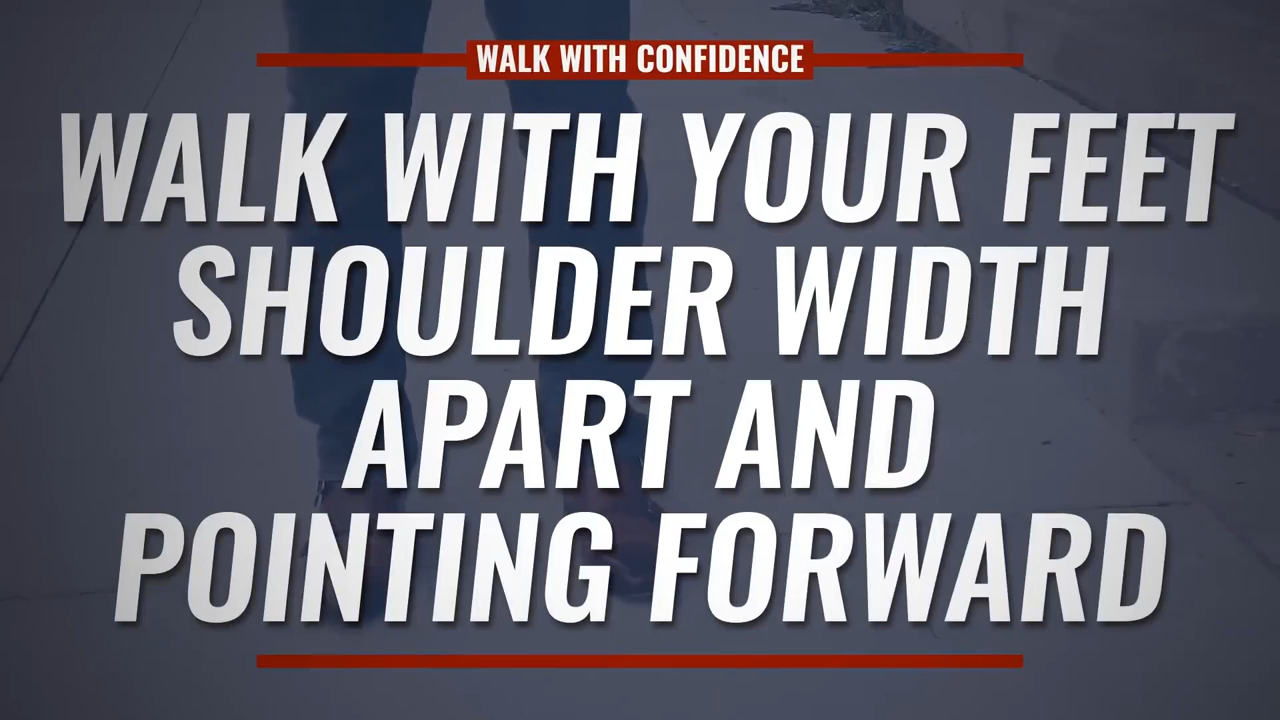 WALK WITH CONFIDENCE
WALK WITH YOUR FEET
SHOULDER WIDTH
APART AND
POINTING FORWARD